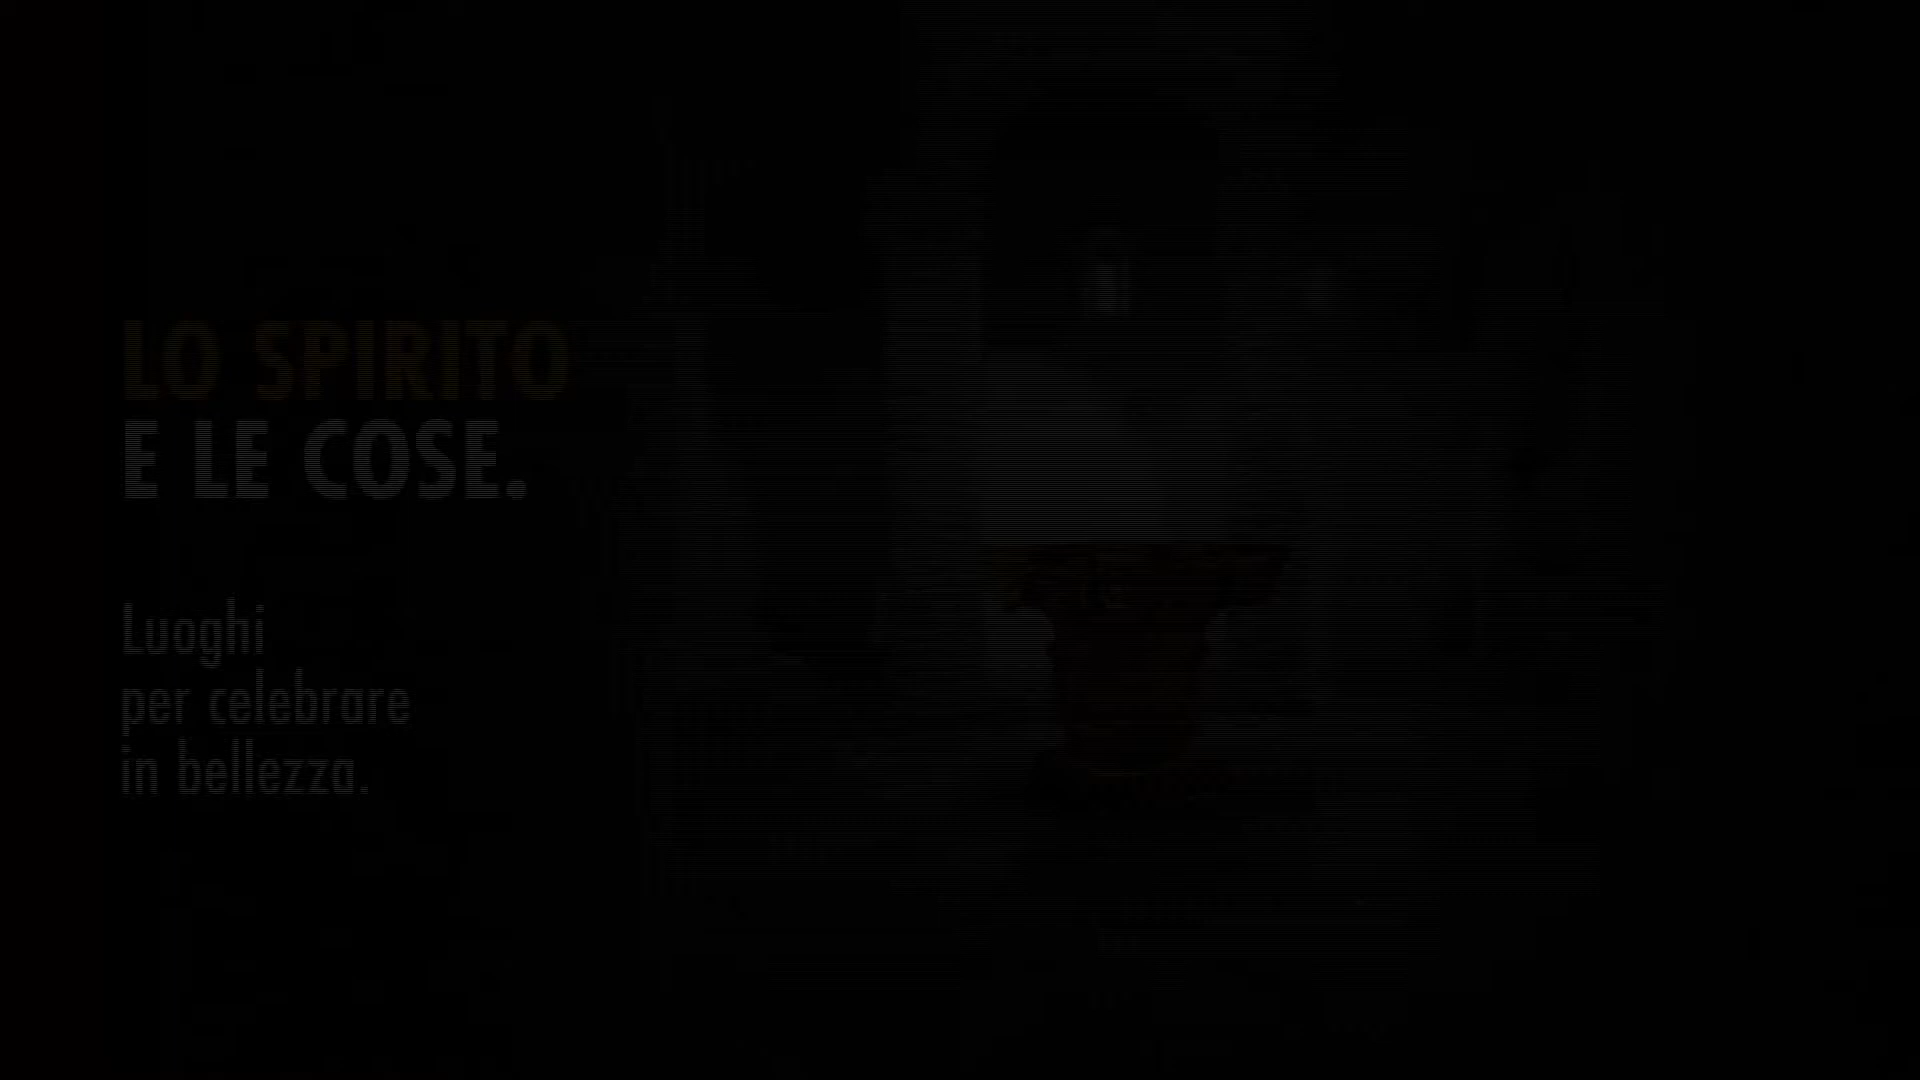 LO SPIRITO
E LE COSE.
Luoghi
per celebrare
in bellezza.